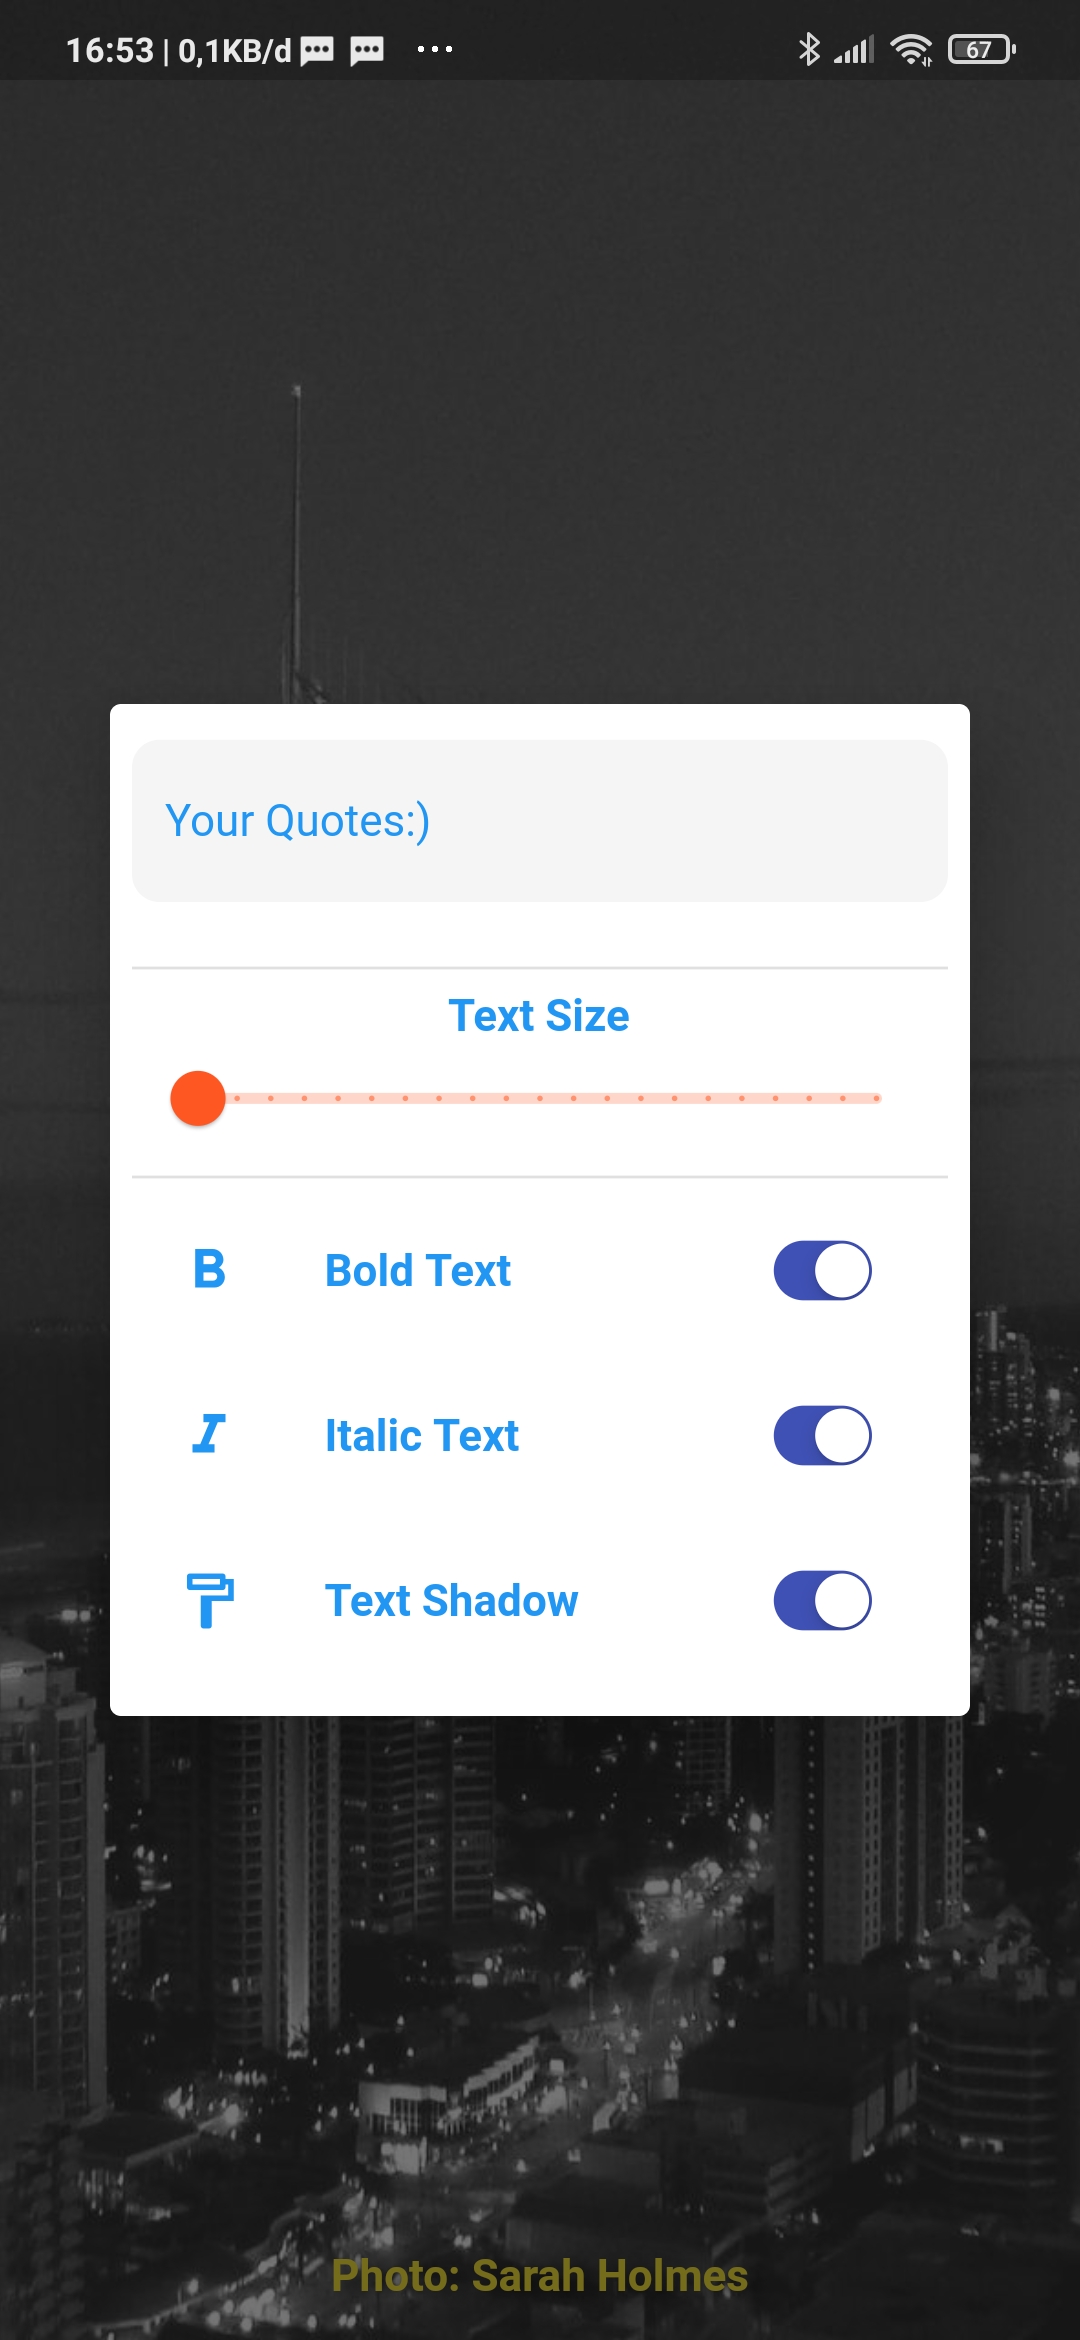 16:53 | 0,1KB/d
67
Your Quotes:)
Text Size
B Bold Text
I Italic Text
Text Shadow
Photo: Sarah Holmes